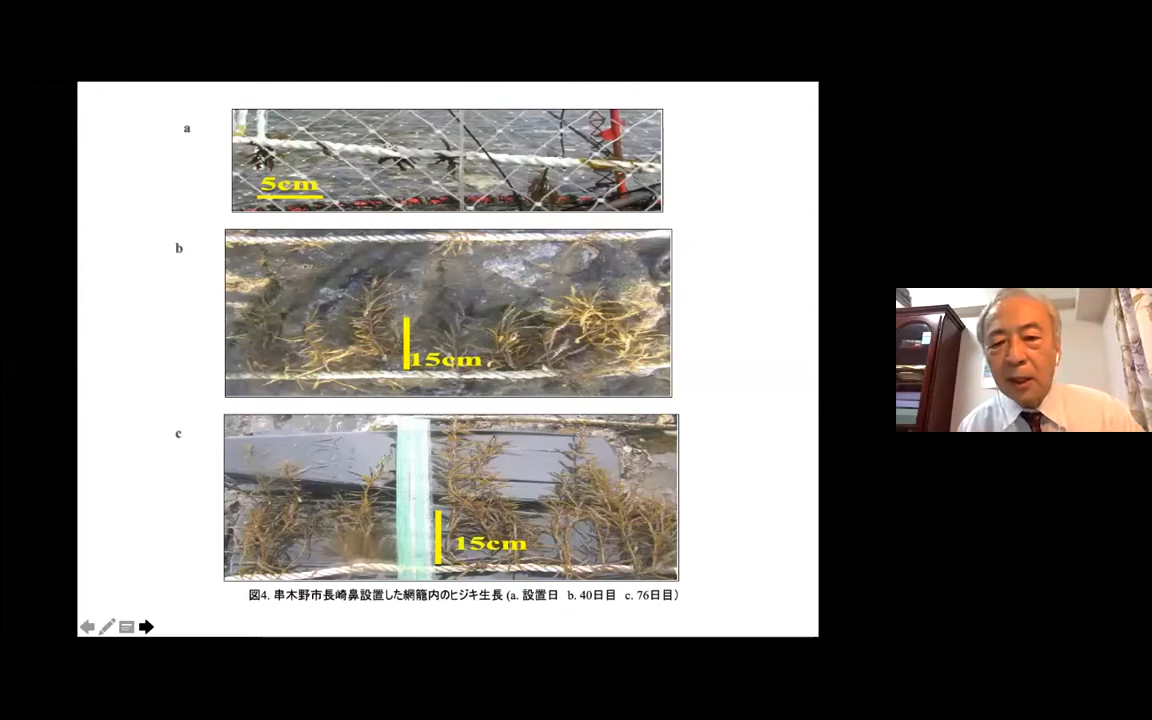 a
5cm
b
15cm
c
15cm
図4. 串木野市長崎鼻設置した網籠内のヒジキ生長 (a. 設置日 b. 40日目 c. 76日目)